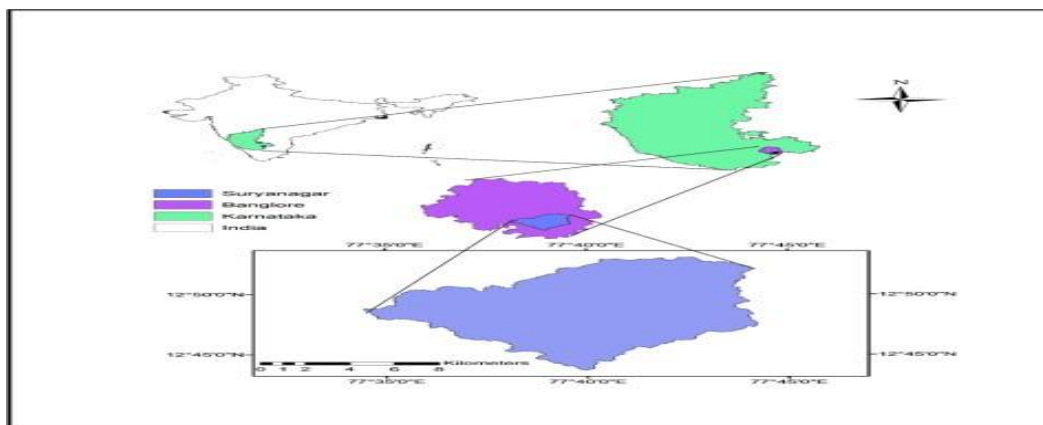 N
Suryanagar
Banglore
Karnataka
India
77°35'0"E 77°40'0"E 77°45'0"E
12°50'0"N 12°50'0"N
12°45'0"N 12°45'0"N
0 1 2 4 6 8 Kilometers
77°35'0"E 77°40'0"E 77°45'0"E